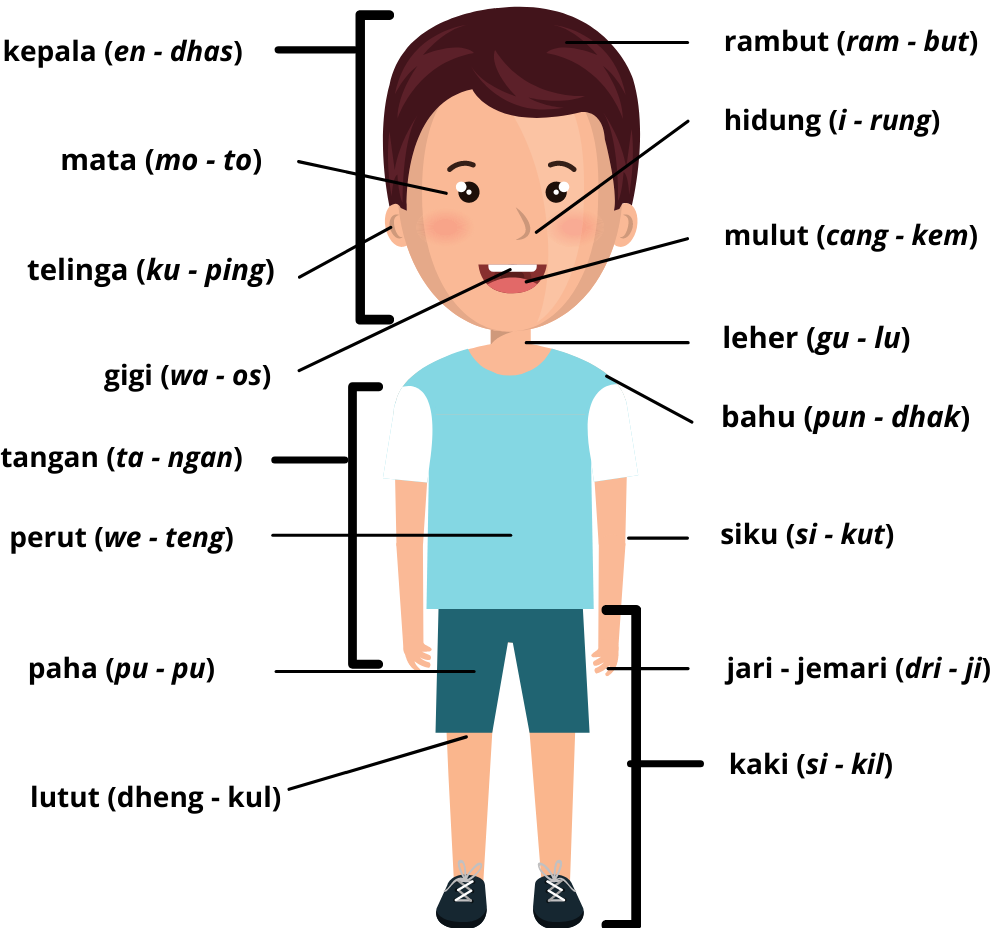 kepala (en - dhas)
rambut (ram - but)
hidung (i - rung)
mata (mo - to)
mulut (cang - kem)
telinga (ku - ping)
leher (gu - lu)
gigi (wa - os)
bahu (pun - dhak)
tangan (ta - ngan)
perut (we - teng)
siku (si - kut)
paha (pu - pu)
jari - jemari (dri - ji)
kaki (si - kil)
lutut (dheng - kul)